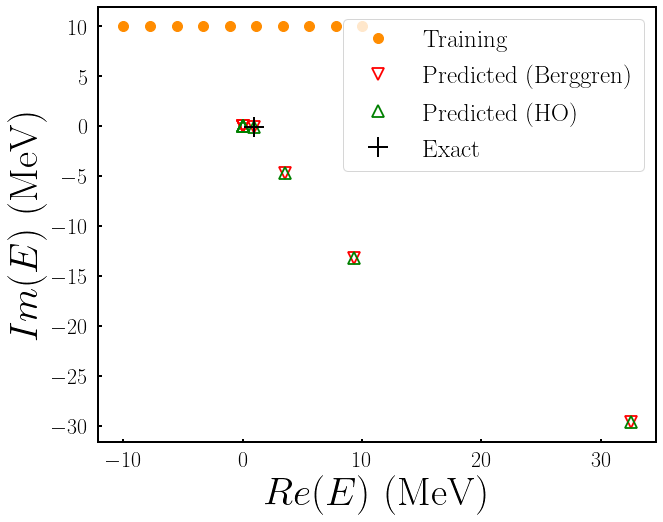 10
5
0
−5
−10
−15
−20
−25
−30
Im(E) (MeV)
Training
Predicted (Berggren)
Predicted (HO)
Exact
−10 0 10 20 30
Re(E) (MeV)